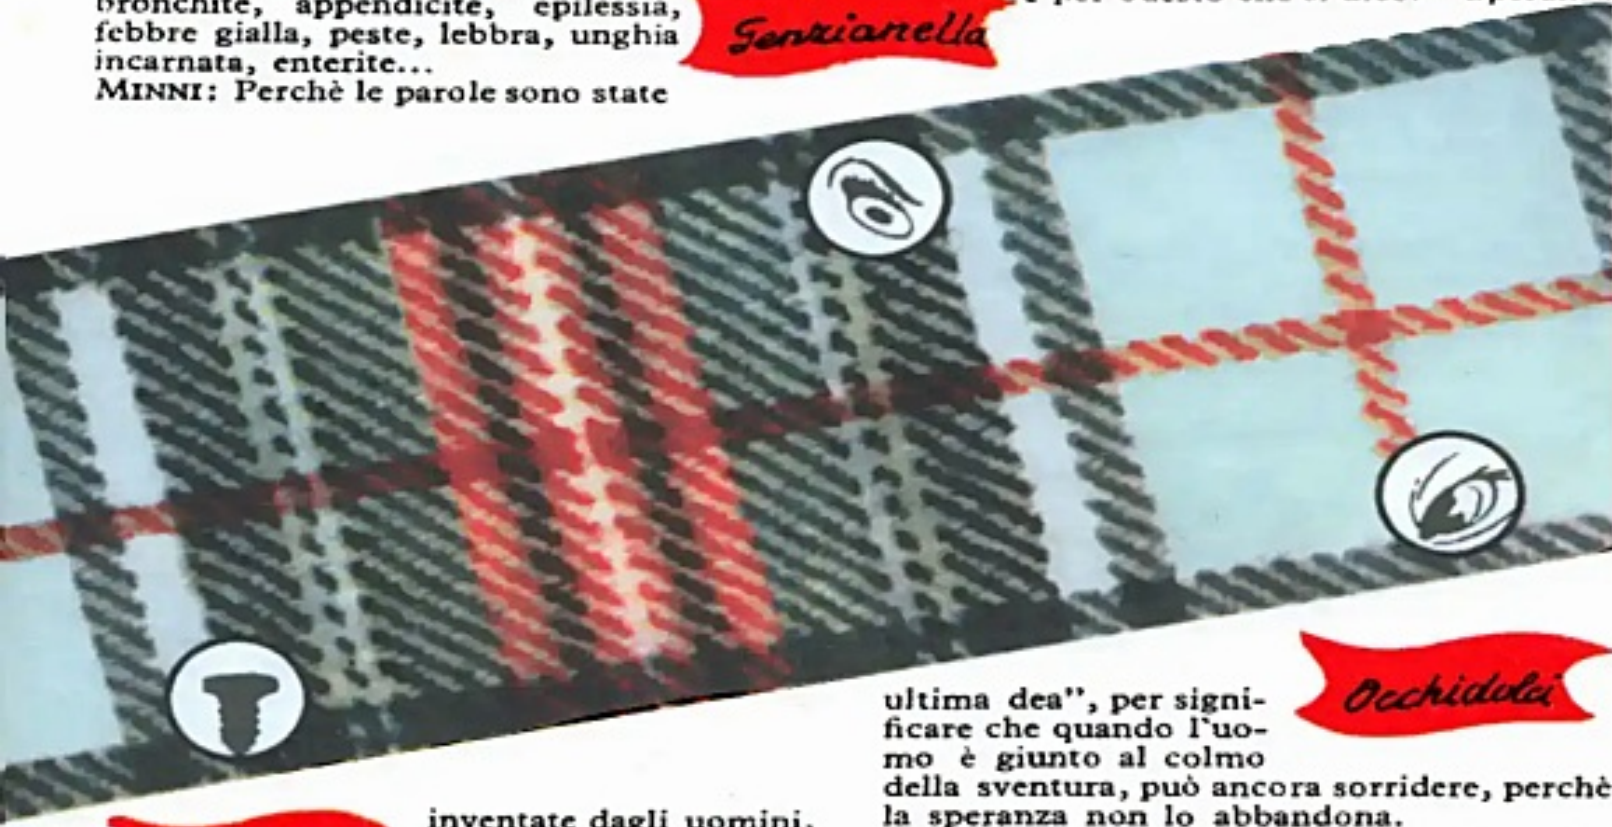 bronchite, appendicite, epilessia,
febbre gialla, peste, lebbra, unghia
incarnata, enterite...
MINNI: Perchè le parole sono state
Genzianella
inventate dagli uomini,
Occhidolci
ultima dea", per signi-
ficare che quando l'uo-
mo è giunto al colmo
della sventura, può ancora sorridere, perchè
la speranza non lo abbandona.